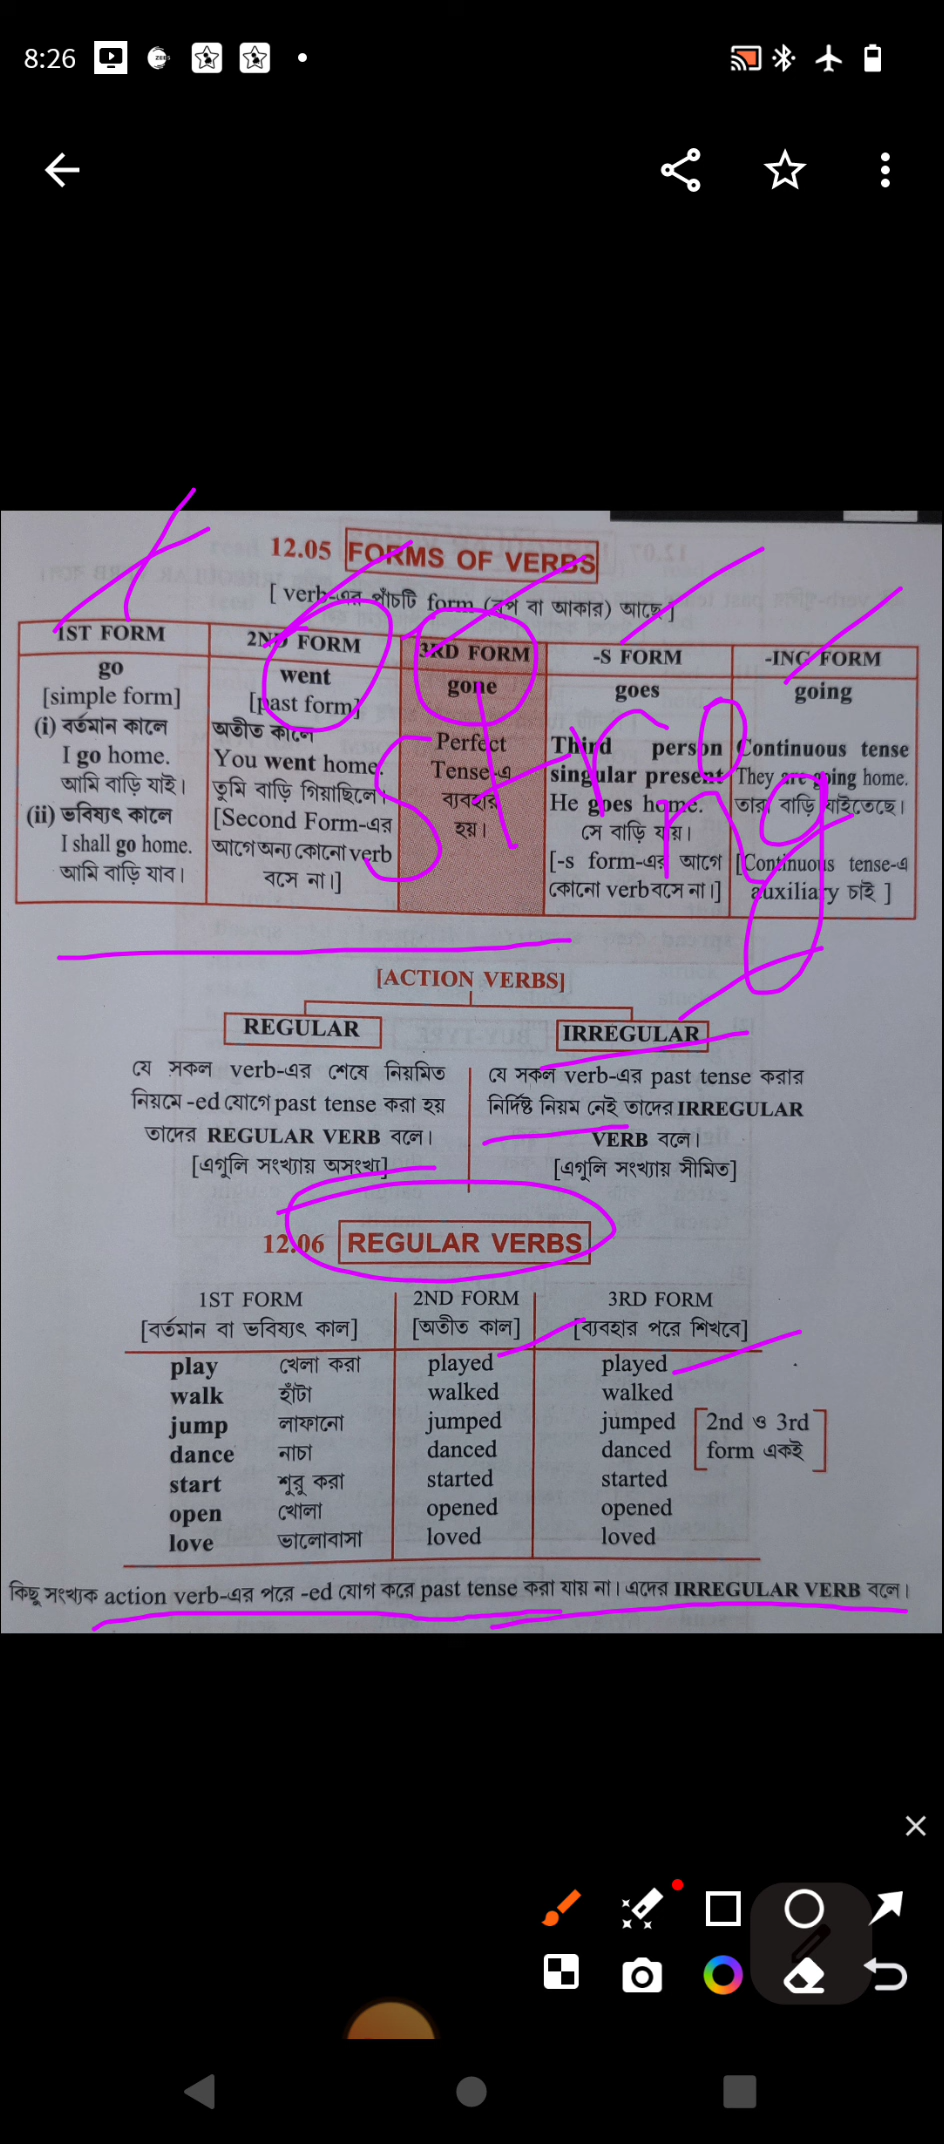 8:26
12.05 FORMS OF VERBS
[ verb-এর পাঁচটি form (রূপ বা আকার) আছে ]
1ST FORM
go
[simple form]
(i) বর্তমান কালে
I go home.
আমি বাড়ি যাই।
(ii) ভবিষ্যৎ কালে
I shall go home.
আমি বাড়ি যাব।
2ND FORM
went
[past form]
অতীত কালে
You went home.
তুমি বাড়ি গিয়াছিলে।
[Second Form-এর
আগে অন্য কোনো verb
বসে না।]
3RD FORM
gone
Perfect
Tense-এ
ব্যবহার
হয়।
-S FORM
goes
Third person
singular present
He goes home.
সে বাড়ি যায়।
[-s form-এর আগে
কোনো verb বসে না।]
-ING FORM
going
Continuous tense
They are going home.
তারা বাড়ি যাইতেছে।
[Continuous tense-এ
auxiliary চাই ]
String
[ACTION VERBS]
REGULAR
যে সকল verb-এর শেষে নিয়মিত
নিয়মে -ed যোগে past tense করা হয়
তাদের REGULAR VERB বলে।
[এগুলি সংখ্যায় অসংখ্য]
IRREGULAR
যে সকল verb-এর past tense করার
নির্দিষ্ট নিয়ম নেই তাদের IRREGULAR
VERB বলে।
[এগুলি সংখ্যায় সীমিত]
12.06 REGULAR VERBS
1ST FORM 2ND FORM 3RD FORM
[বর্তমান বা ভবিষ্যৎ কাল] [অতীত কাল] [ব্যবহার পরে শিখবে]
play খেলা করা played played
walk হাঁটা walked walked
jump লাফানো jumped jumped [2nd ও 3rd
dance নাচা danced danced form একই]
start শুরু করা started started
open খোলা opened opened
love ভালোবাসা loved loved
কিছু সংখ্যক action verb-এর পরে -ed যোগ করে past tense করা যায় না। এদের IRREGULAR VERB বলে।